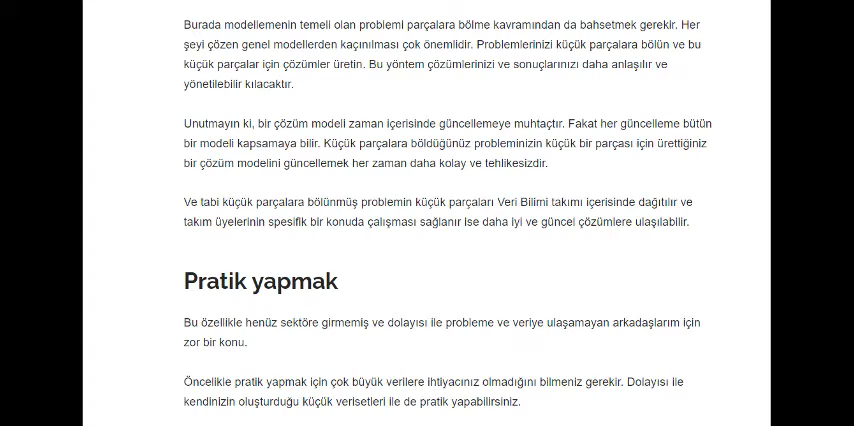 Burada modellemenin temeli olan problemi parçalara bölme kavramından da bahsetmek gerekir. Her
şeyi çözen genel modellerden kaçınılması çok önemlidir. Problemlerinizi küçük parçalara bölün ve bu
küçük parçalar için çözümler üretin. Bu yöntem çözümlerinizi ve sonuçlarınızı daha anlaşılır ve
yönetilebilir kılacaktır.
Unutmayın ki, bir çözüm modeli zaman içerisinde güncellemeye muhtaçtır. Fakat her güncelleme bütün
bir modeli kapsamaya bilir. Küçük parçalara böldüğünüz probleminizin küçük bir parçası için ürettiğiniz
bir çözüm modelini güncellemek her zaman daha kolay ve tehlikesizdir.
Ve tabi küçük parçalara bölünmüş problemin küçük parçaları Veri Bilimi takımı içerisinde dağıtılır ve
takım üyelerinin spesifik bir konuda çalışması sağlanır ise daha iyi ve güncel çözümlere ulaşılabilir.
Pratik yapmak
Bu özellikle henüz sektöre girmemiş ve dolayısı ile probleme ve veriye ulaşamayan arkadaşlarım için
zor bir konu.
Öncelikle pratik yapmak için çok büyük verilere ihtiyacınız olmadığını bilmeniz gerekir. Dolayısı ile
kendinizin oluşturduğu küçük verisetleri ile de pratik yapabilirsiniz.